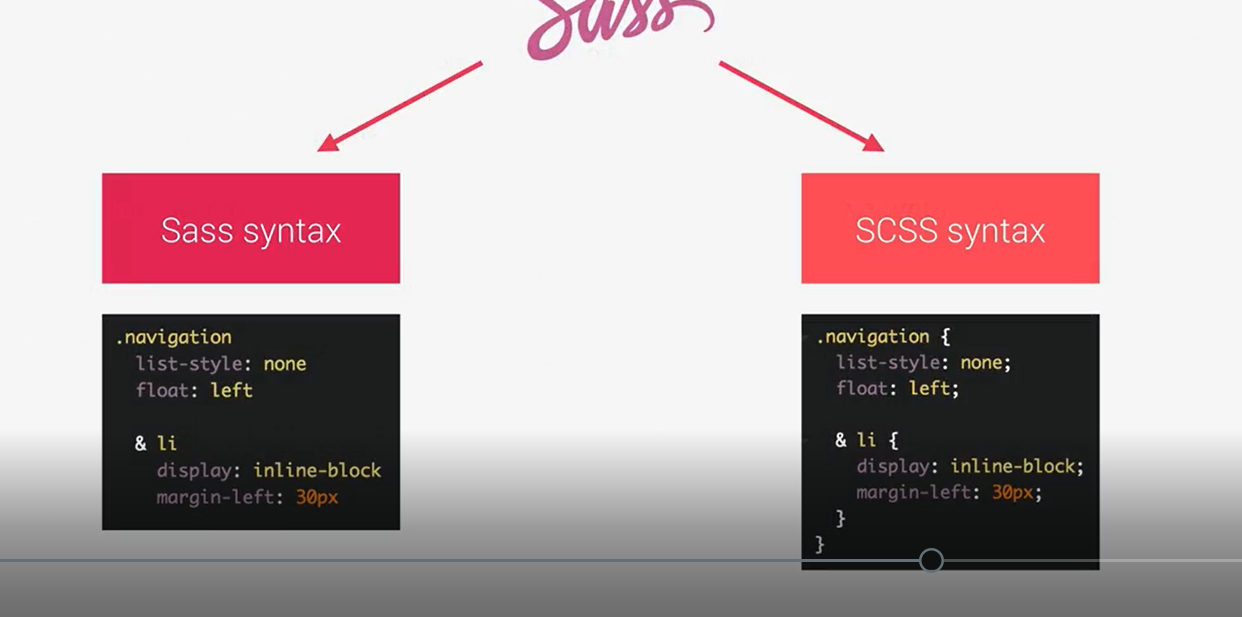 Sass
Sass syntax
.navigation
list-style: none
float: left
& li
display: inline-block
margin-left: 30px
SCSS syntax
.navigation {
list-style: none;
float: left;
& li {
display: inline-block;
margin-left: 30px;
}
}